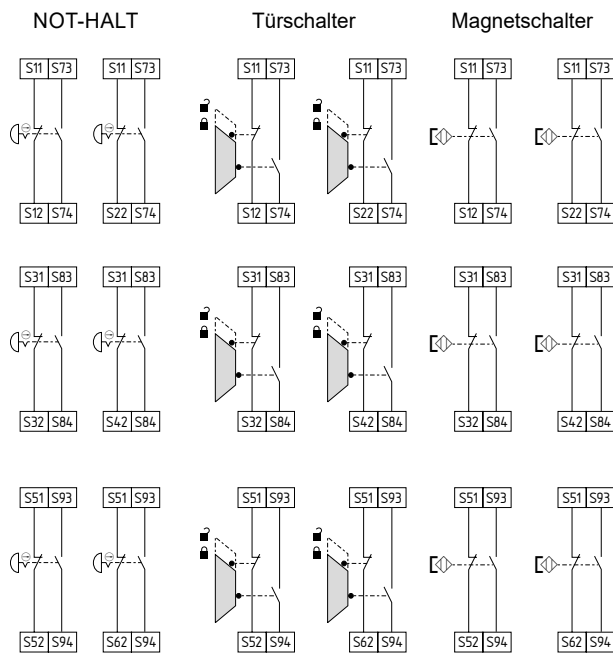 NOT-HALT Türschalter Magnetschalter
S11 S73 S11 S73 S11 S73 S11 S73 S11 S73 S11 S73
S12 S74 S22 S74 S12 S74 S22 S74 S12 S74 S22 S74
S31 S83 S31 S83 S31 S83 S31 S83 S31 S83 S31 S83
S32 S84 S42 S84 S32 S84 S42 S84 S32 S84 S42 S84
S51 S93 S51 S93 S51 S93 S51 S93 S51 S93 S51 S93
S52 S94 S62 S94 S52 S94 S62 S94 S52 S94 S62 S94